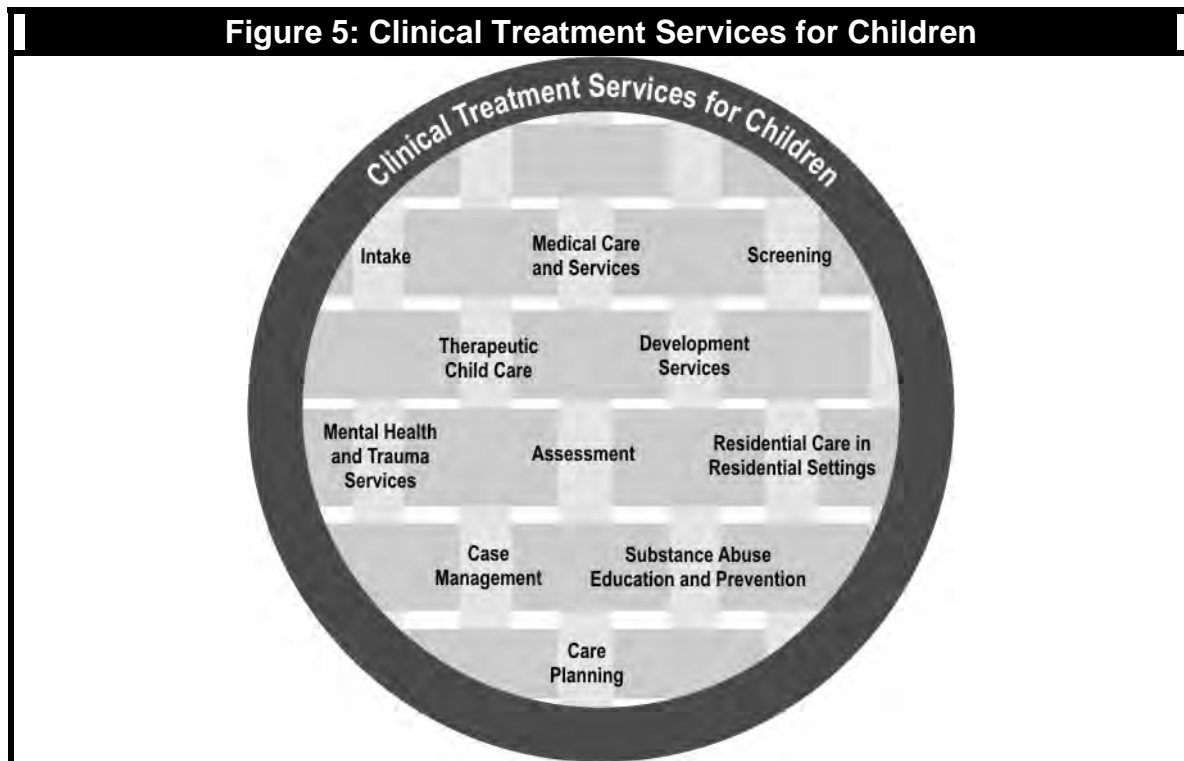 Figure 5: Clinical Treatment Services for Children
Clinical Treatment Services for Children
Intake
Medical Care
and Services
Screening
Therapeutic
Child Care
Development
Services
Mental Health
and Trauma
Services
Assessment
Residential Care in
Residential Settings
Case
Management
Substance Abuse
Education and Prevention
Care
Planning